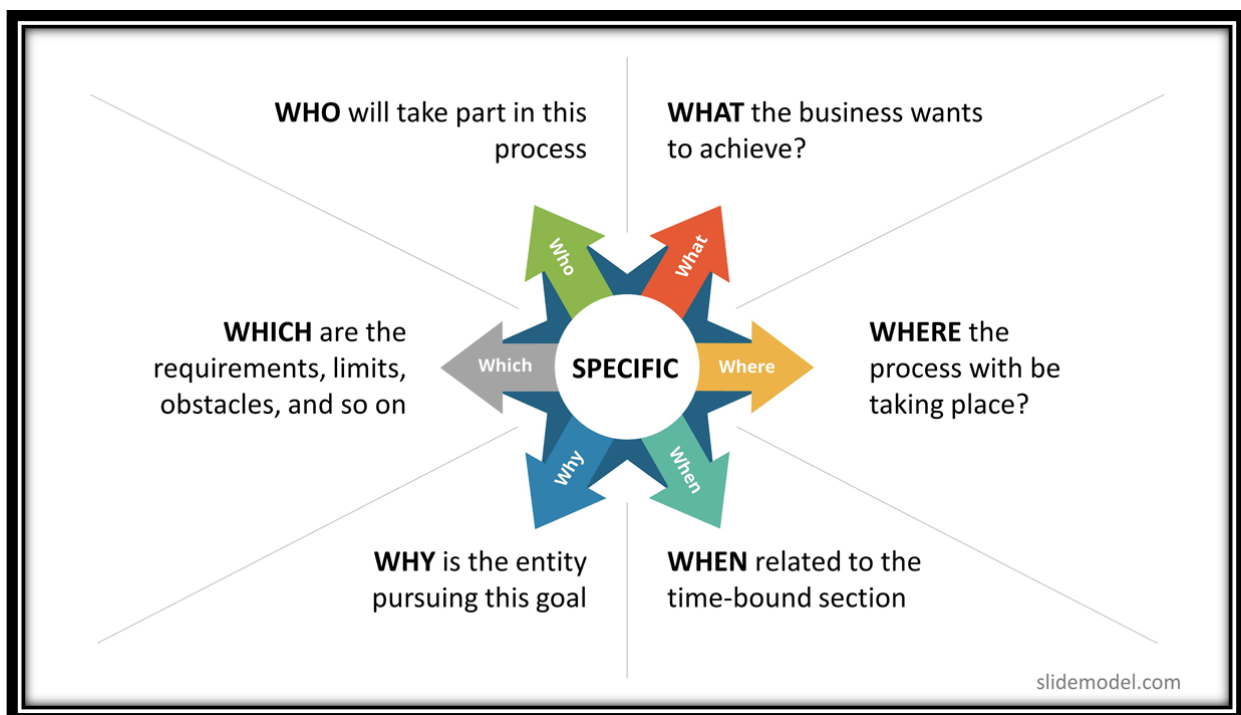 WHO will take part in this
process
WHAT the business wants
to achieve?
Who
What
WHICH are the
requirements, limits,
obstacles, and so on
Which
SPECIFIC
Where
WHERE the
process with be
taking place?
Why
When
WHY is the entity
pursuing this goal
WHEN related to the
time-bound section
slidemodel.com